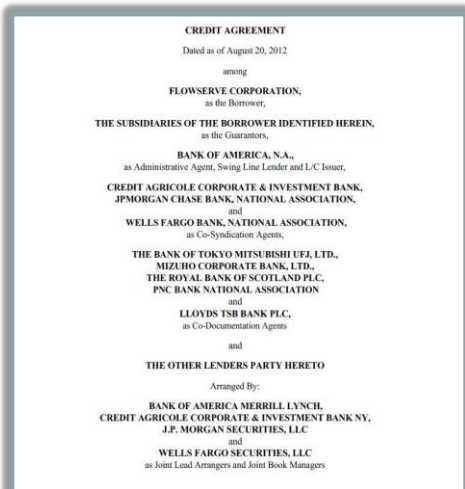 CREDIT AGREEMENT
Dated as of August 20, 2012
among
FLOWSERVE CORPORATION,
as the Borrower,
THE SUBSIDIARIES OF THE BORROWER IDENTIFIED HEREIN,
as the Guarantors,
BANK OF AMERICA, N.A.,
as Administrative Agent, Swing Line Lender and L/C Issuer,
CREDIT AGRICOLE CORPORATE & INVESTMENT BANK,
JPMORGAN CHASE BANK, NATIONAL ASSOCIATION,
and
WELLS FARGO BANK, NATIONAL ASSOCIATION,
as Co-Syndication Agents,
THE BANK OF TOKYO MITSUBISHI UFJ, LTD.,
MIZUHO CORPORATE BANK, LTD.,
THE ROYAL BANK OF SCOTLAND PLC,
PNC BANK NATIONAL ASSOCIATION
and
LLOYDS TSB BANK PLC,
as Co-Documentation Agents
and
THE OTHER LENDERS PARTY HERETO
Arranged By:
BANK OF AMERICA MERRILL LYNCH,
CREDIT AGRICOLE CORPORATE & INVESTMENT BANK NY,
J.P. MORGAN SECURITIES, LLC
and
WELLS FARGO SECURITIES, LLC
as Joint Lead Arrangers and Joint Book Managers